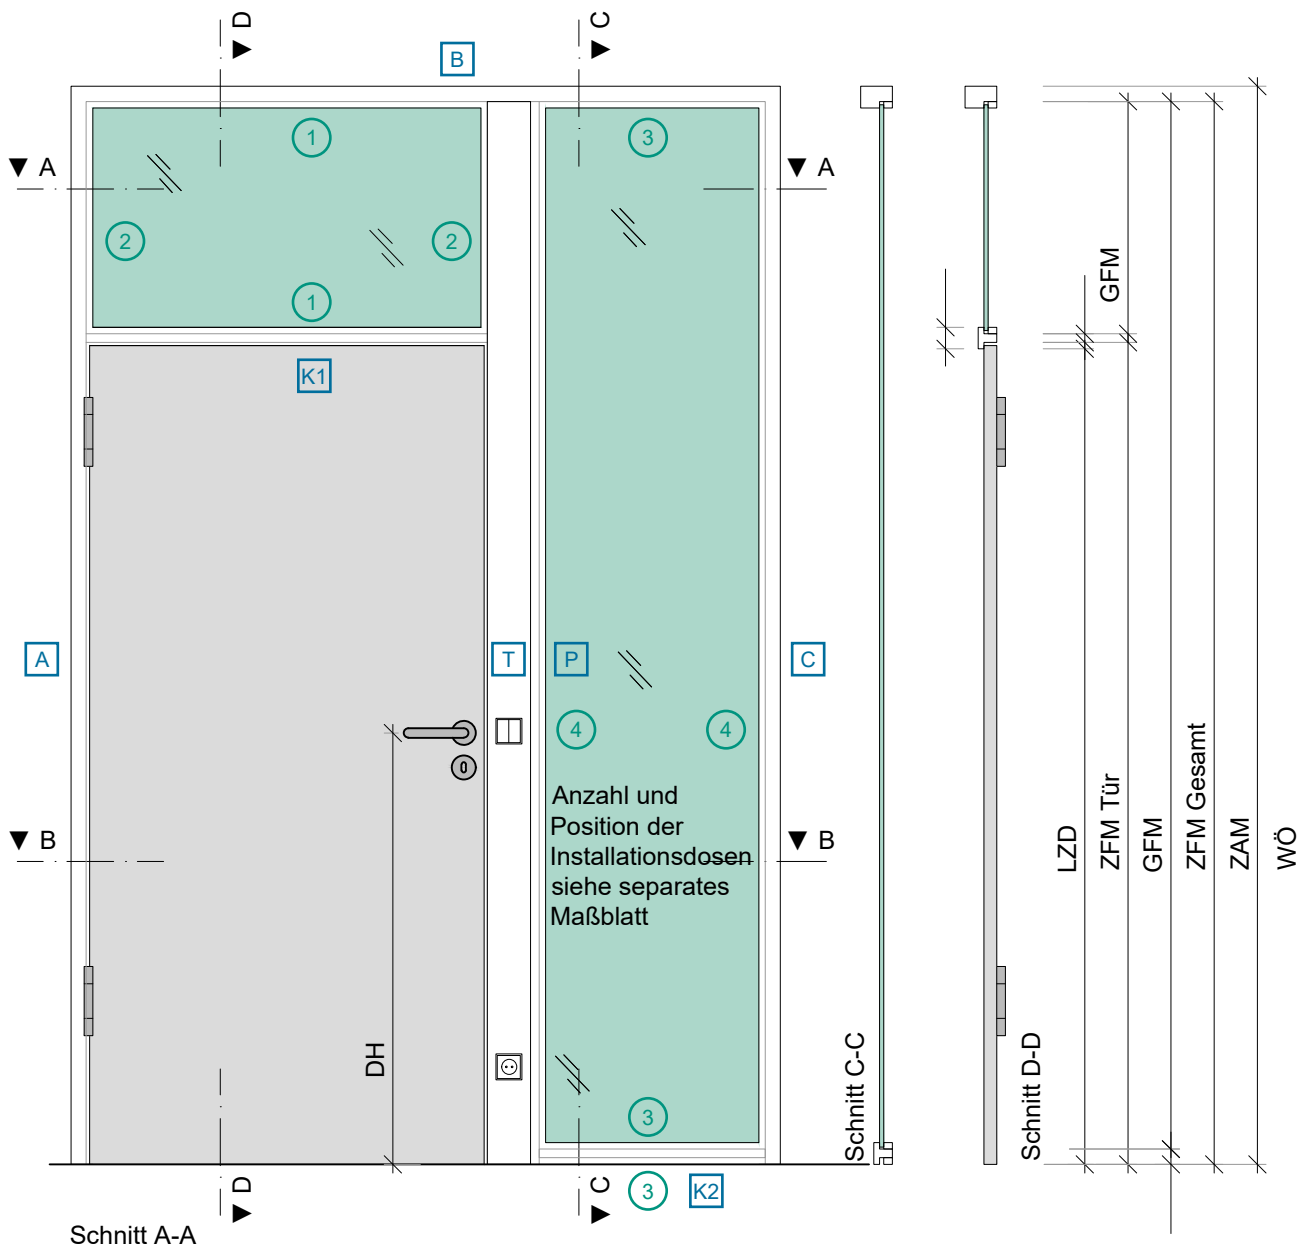 D
C
B
1
3
A
A
2
2
1
GFM
K1
A
T
P
C
4
4
Anzahl und
Position der
Installationsdosen
siehe separates
Maßblatt
B
B
DH
LZD
ZFM Tür
GFM
ZFM Gesamt
ZAM
WÖ
Schnitt C-C
Schnitt D-D
3
D
C
3
K2
Schnitt A-A